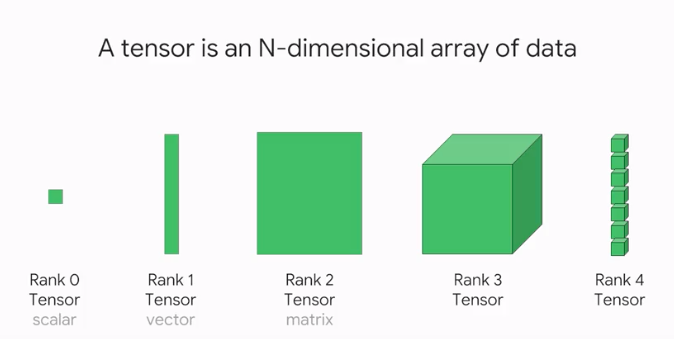 A tensor is an N-dimensional array of data
Rank 0
Tensor
scalar
Rank 1
Tensor
vector
Rank 2
Tensor
matrix
Rank 3
Tensor
Rank 4
Tensor